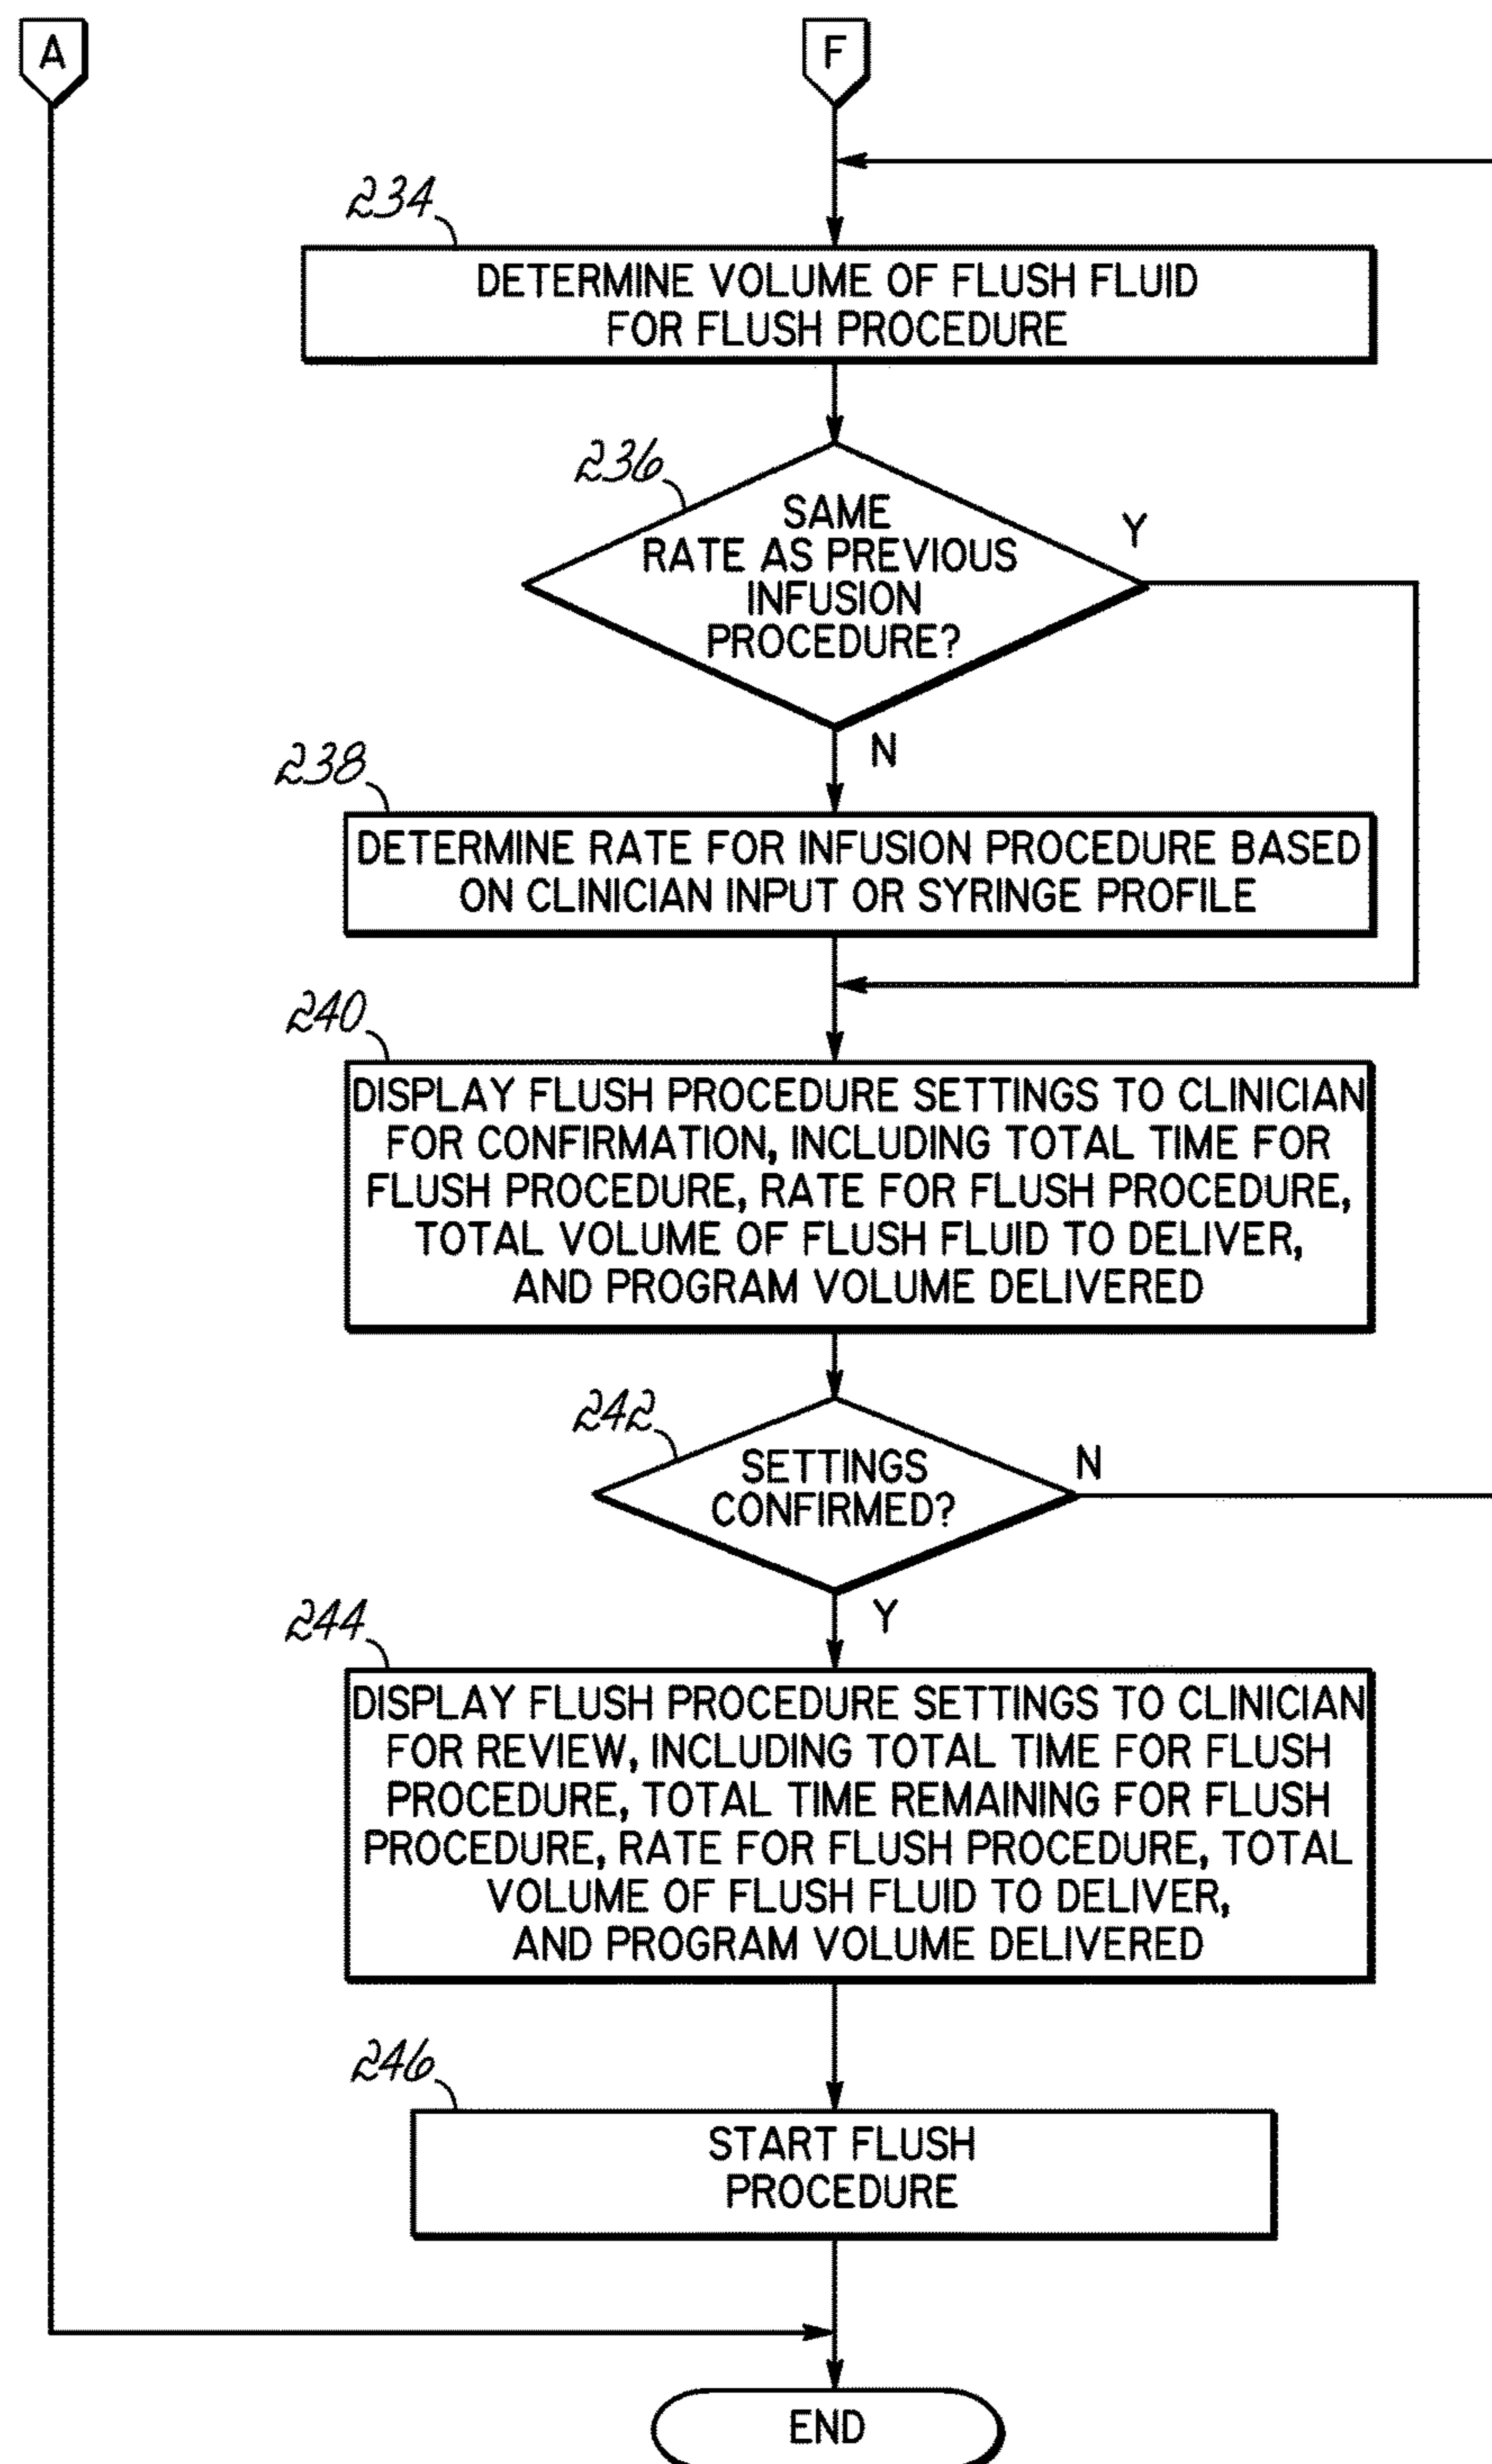 A
F
234
DETERMINE VOLUME OF FLUSH FLUID
FOR FLUSH PROCEDURE
236
SAME
RATE AS PREVIOUS
INFUSION
PROCEDURE?
Y
N
238
DETERMINE RATE FOR INFUSION PROCEDURE BASED
ON CLINICIAN INPUT OR SYRINGE PROFILE
240
DISPLAY FLUSH PROCEDURE SETTINGS TO CLINICIAN
FOR CONFIRMATION, INCLUDING TOTAL TIME FOR
FLUSH PROCEDURE, RATE FOR FLUSH PROCEDURE,
TOTAL VOLUME OF FLUSH FLUID TO DELIVER,
AND PROGRAM VOLUME DELIVERED
242
SETTINGS
CONFIRMED?
N
Y
244
DISPLAY FLUSH PROCEDURE SETTINGS TO CLINICIAN
FOR REVIEW, INCLUDING TOTAL TIME FOR FLUSH
PROCEDURE, TOTAL TIME REMAINING FOR FLUSH
PROCEDURE, RATE FOR FLUSH PROCEDURE, TOTAL
VOLUME OF FLUSH FLUID TO DELIVER,
AND PROGRAM VOLUME DELIVERED
246
START FLUSH
PROCEDURE
END